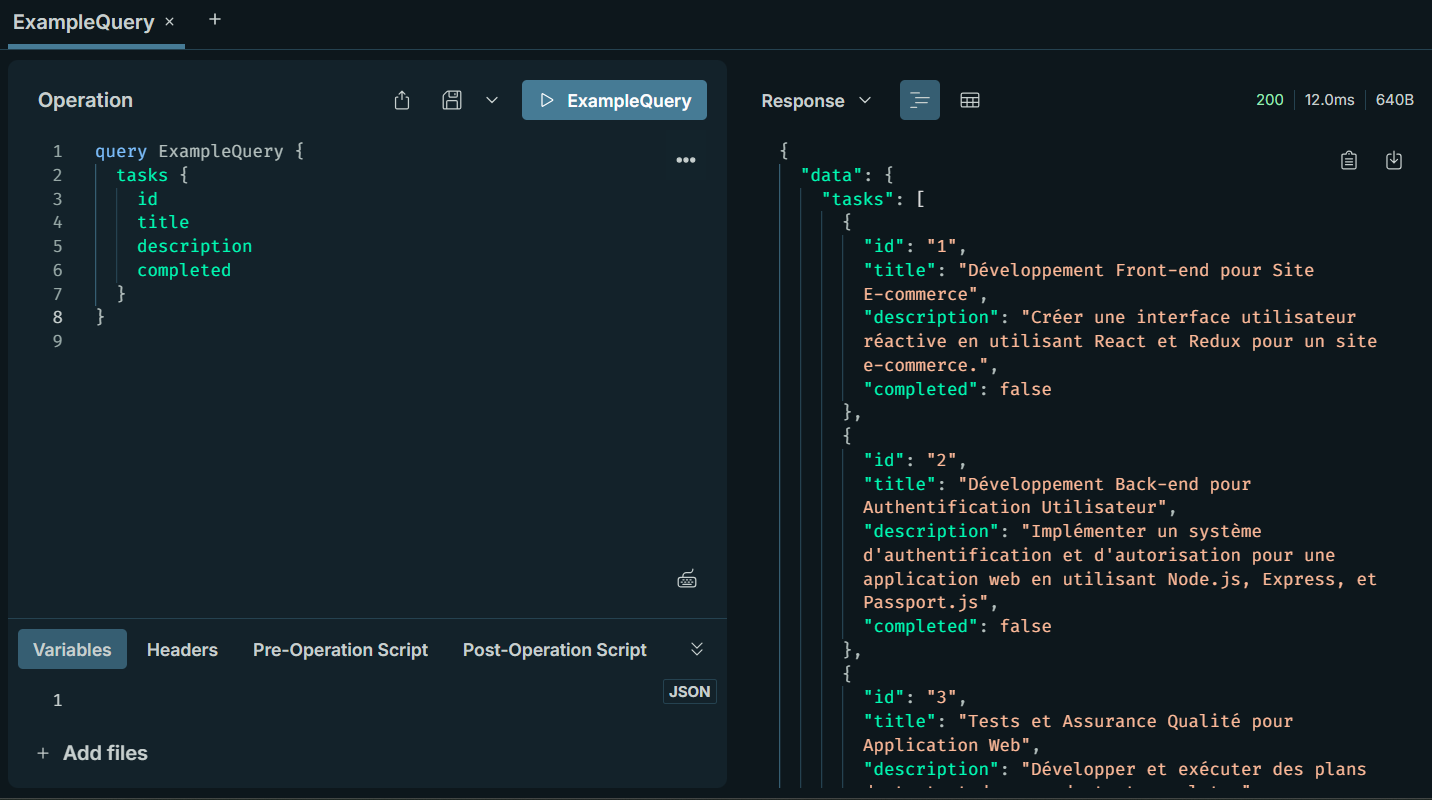 ExampleQuery × +
Operation
ExampleQuery
1 query ExampleQuery {
2 tasks {
3 id
4 title
5 description
6 completed
7 }
8 }
9
Variables Headers Pre-Operation Script Post-Operation Script
1
JSON
+ Add files
Response
200 12.0ms 640B
{
"data": {
"tasks": [
{
"id": "1",
"title": "Développement Front-end pour Site
E-commerce",
"description": "Créer une interface utilisateur
réactive en utilisant React et Redux pour un site
e-commerce.",
"completed": false
},
{
"id": "2",
"title": "Développement Back-end pour
Authentification Utilisateur",
"description": "Implémenter un système
d'authentification et d'autorisation pour une
application web en utilisant Node.js, Express, et
Passport.js",
"completed": false
},
{
"id": "3",
"title": "Tests et Assurance Qualité pour
Application Web",
"description": "Développer et exécuter des plans